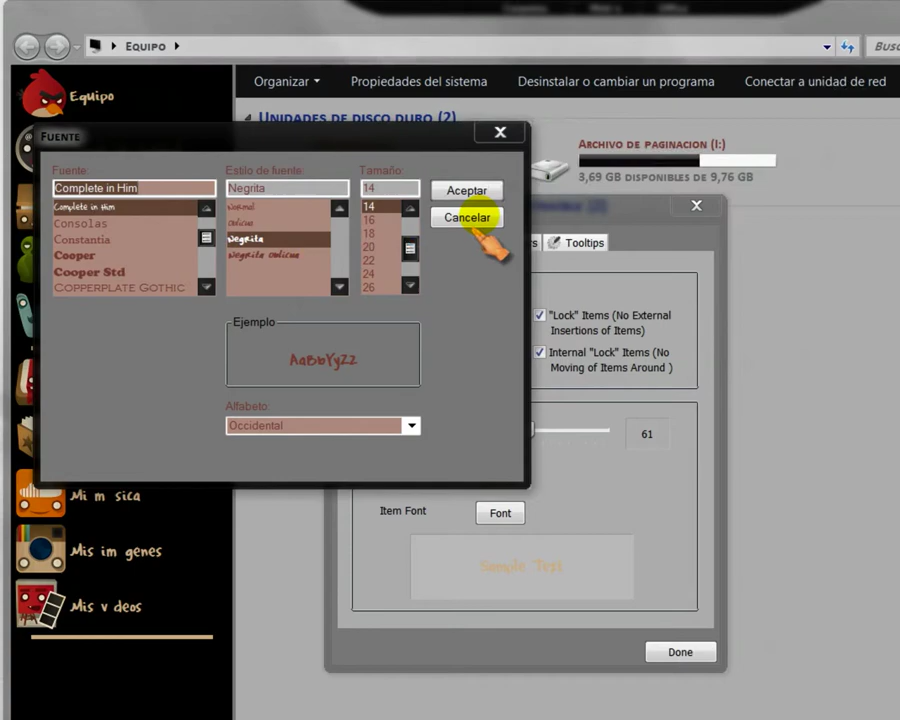 Equipo
Busc
Organizar
Propiedades del sistema
Desinstalar o cambiar un programa
Conectar a unidad de red
Equipo
Unidades de disco duro (2)
Archivo de paginacion (I:)
3,69 GB disponibles de 9,76 GB
Fuente
Fuente:
Estilo de fuente:
Tamaño:
Complete in Him
Negrita
14
Aceptar
Cancelar
Complete in Him
Consolas
Constantia
Cooper
Cooper Std
Copperplate Gothic
Normal
Oblicua
Negrita
Negrita Oblicua
14
16
18
20
22
24
26
Ejemplo
AaBbYyZz
Alfabeto:
Occidental
Tooltips
"Lock" Items (No External
Insertions of Items)
Internal "Lock" Items (No
Moving of Items Around )
61
Item Font
Font
Sample Text
Done
Mi m sica
Mis im genes
Mis v deos